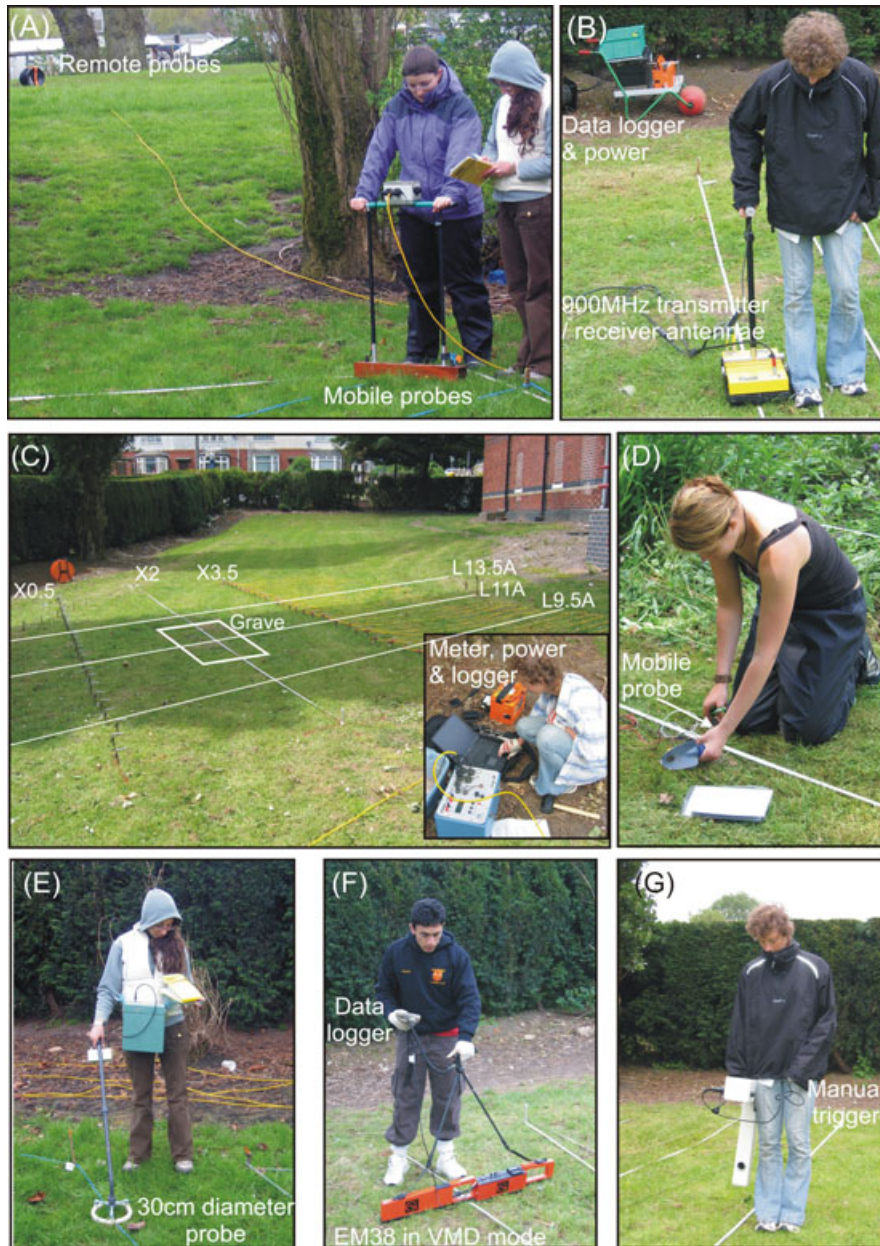 (A)
Remote probes
Mobile probes
(B)
Data logger
& power
900MHz transmitter
/ receiver antennae
(C)
X0.5
X2
X3.5
L13.5A
L11A
L9.5A
Grave
Meter, power
& logger
(D)
Mobile
probe
(E)
30cm diameter
probe
(F)
Data
logger
EM38 in VMD mode
(G)
Manual
trigger